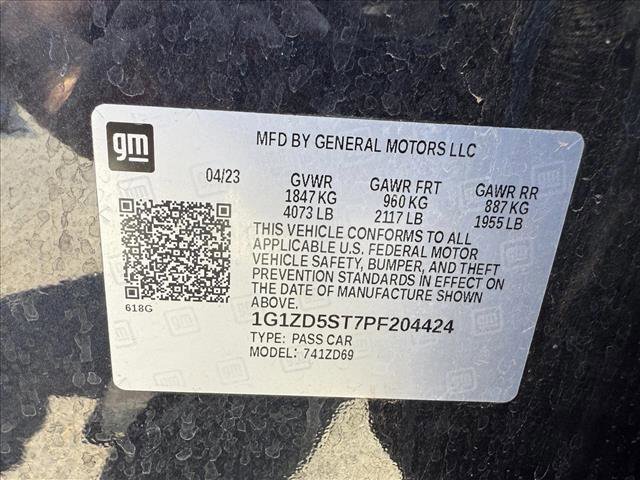 gm
MFD BY GENERAL MOTORS LLC
04/23 GVWR GAWR FRT GAWR RR
1847 KG 960 KG 887 KG
4073 LB 2117 LB 1955 LB
THIS VEHICLE CONFORMS TO ALL
APPLICABLE U.S. FEDERAL MOTOR
VEHICLE SAFETY, BUMPER, AND THEFT
PREVENTION STANDARDS IN EFFECT ON
THE DATE OF MANUFACTURE SHOWN
ABOVE.
618G
1G1ZD5ST7PF204424
TYPE: PASS CAR
MODEL: 741ZD69